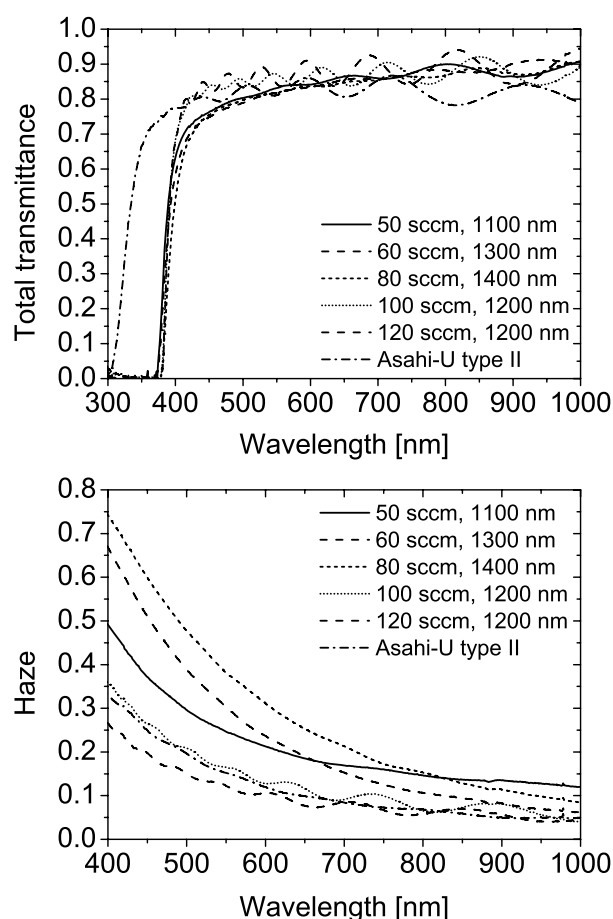 1.0
0.9
0.8
0.7
0.6
0.5
0.4
0.3
0.2
0.1
0.0
Total transmittance
50 sccm, 1100 nm
60 sccm, 1300 nm
80 sccm, 1400 nm
100 sccm, 1200 nm
120 sccm, 1200 nm
Asahi-U type II
300 400 500 600 700 800 900 1000
Wavelength [nm]
0.8
0.7
0.6
0.5
0.4
0.3
0.2
0.1
0.0
Haze
50 sccm, 1100 nm
60 sccm, 1300 nm
80 sccm, 1400 nm
100 sccm, 1200 nm
120 sccm, 1200 nm
Asahi-U type II
400 500 600 700 800 900 1000
Wavelength [nm]